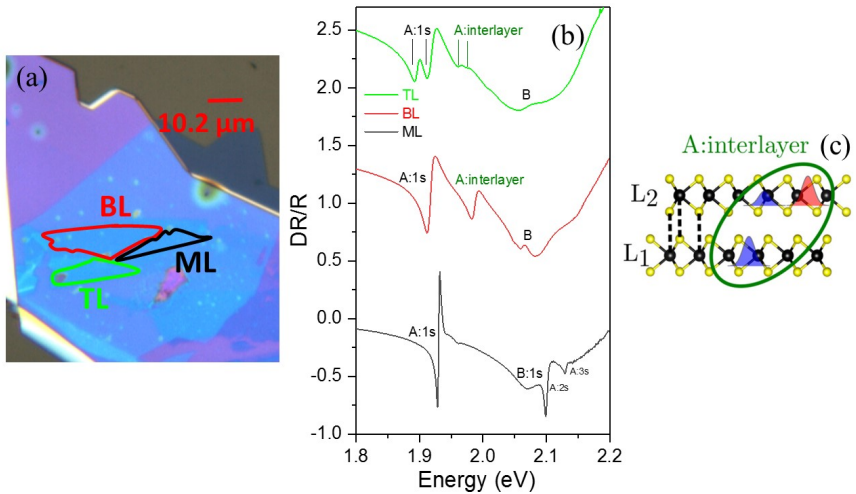 (a)
10.2 µm
BL
ML
TL
(b)
A:1s
A:interlayer
B
TL
BL
ML
A:1s
A:interlayer
B
A:1s
B:1s
A:2s
A:3s
DR/R
2.5
2.0
1.5
1.0
0.5
0.0
-0.5
-1.0
1.8 1.9 2.0 2.1 2.2
Energy (eV)
(c)
A:interlayer
L2
L1